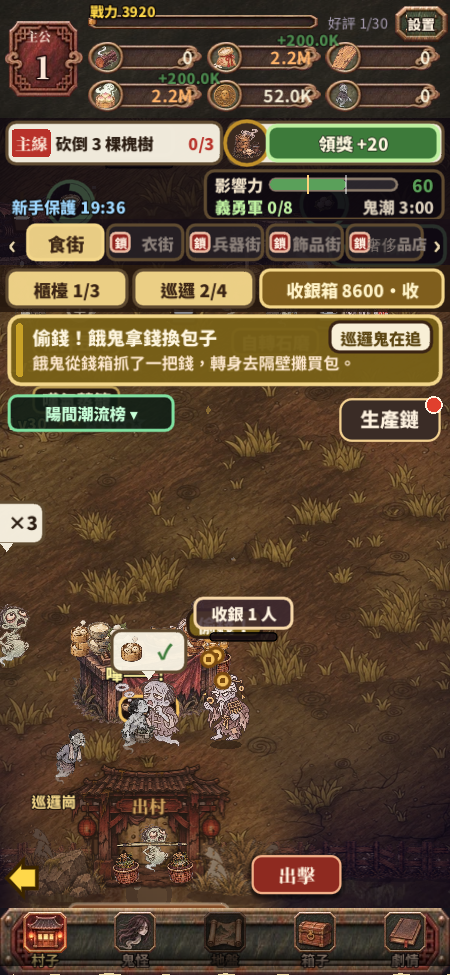 戰力.3920
好評 1/30
設置
主公
1
+200.0K
0
2.2M
0
+200.0K
2.2M
52.0K
0
主線 砍倒 3 棵槐樹 0/3
領獎 +20
影響力 60
新手保護 19:36
義勇軍 0/8 鬼潮 3:00
‹ 食街 鎖 衣街 鎖 兵器街 鎖 飾品街 鎖 奢侈品店 ›
櫃檯 1/3
巡邏 2/4
收銀箱 8600・收
偷錢！餓鬼拿錢換包子
巡邏鬼在追
餓鬼從錢箱抓了一把錢，轉身去隔壁攤買包。
陽間潮流榜 ▾
生產鏈
×3
收銀 1 人
✓
巡邏崗
出村
出擊
村子
鬼怪
地盤
箱子
劇情